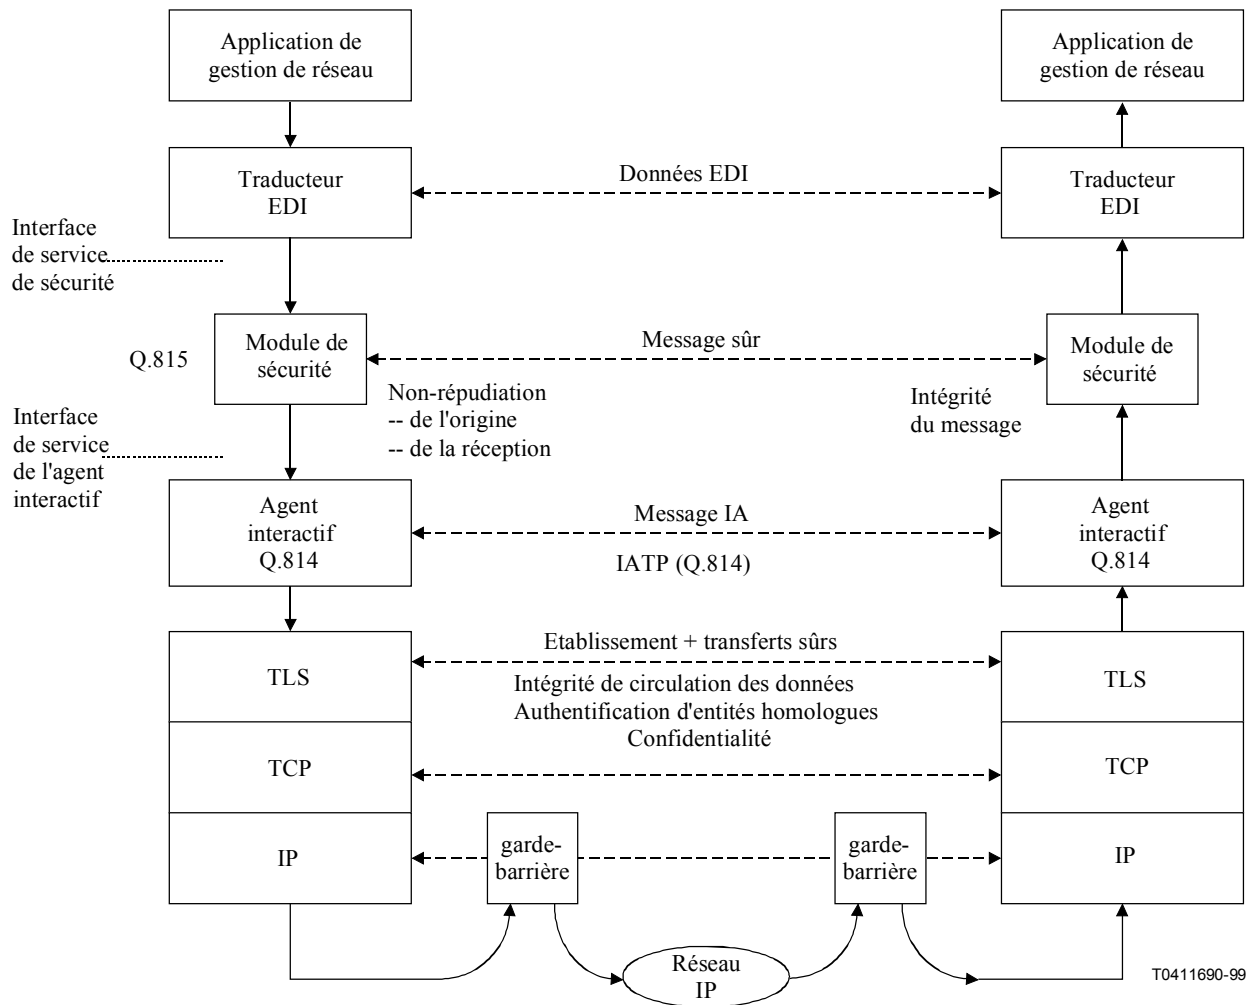 Application de
gestion de réseau
Application de
gestion de réseau
Traducteur
EDI
Données EDI
Traducteur
EDI
Interface
de service
de sécurité
Q.815
Module de
sécurité
Message sûr
Module de
sécurité
Non-répudiation
-- de l'origine
-- de la réception
Intégrité
du message
Interface
de service
de l'agent
interactif
Agent
interactif
Q.814
Message IA
IATP (Q.814)
Agent
interactif
Q.814
Etablissement + transferts sûrs
TLS
TLS
Intégrité de circulation des données
Authentification d'entités homologues
Confidentialité
TCP
TCP
IP
garde-
barrière
garde-
barrière
IP
Réseau
IP
T0411690-99